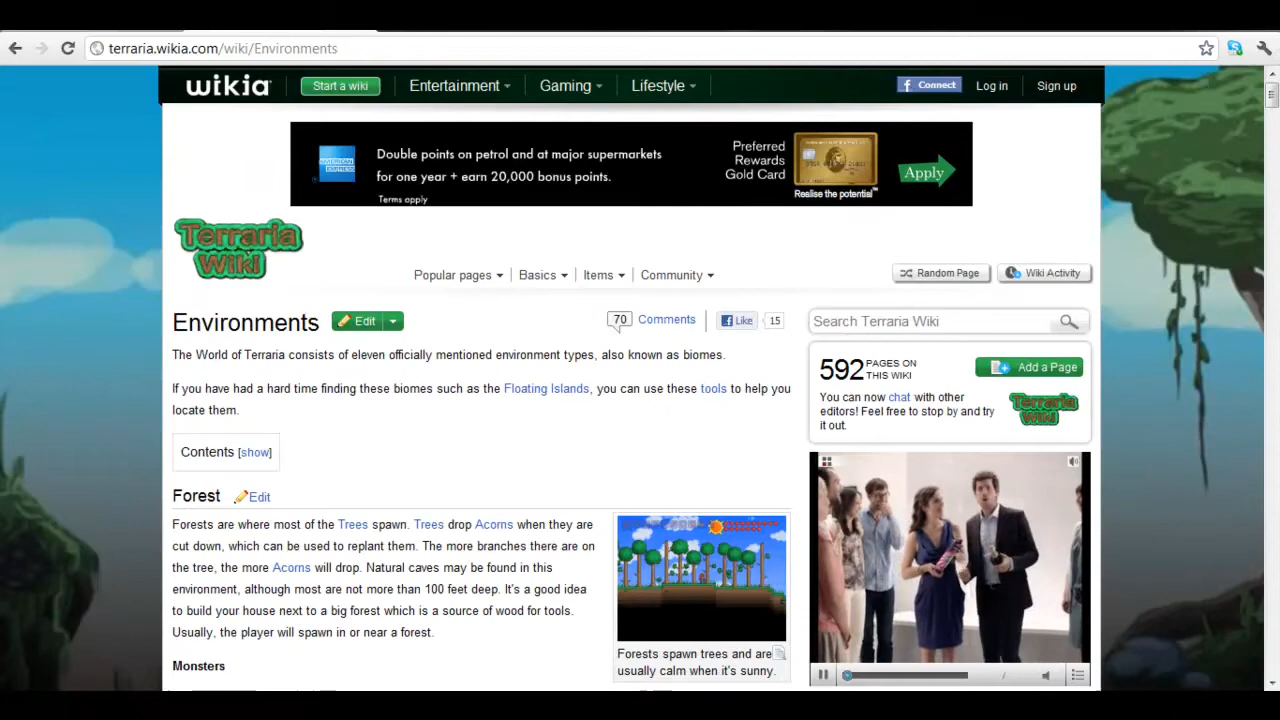 terraria.wikia.com/wiki/Environments
wikia
Start a wiki
Entertainment
Gaming
Lifestyle
f Connect
Log in
Sign up
AMERICAN EXPRESS
Double points on petrol and at major supermarkets
for one year + earn 20,000 bonus points.
Terms apply
Preferred
Rewards
Gold Card
Realise the potential™
Apply
Terraria
Wiki
Popular pages
Basics
Items
Community
Random Page
Wiki Activity
Environments
Edit
70 Comments
Like 15
Search Terraria Wiki
The World of Terraria consists of eleven officially mentioned environment types, also known as biomes.
If you have had a hard time finding these biomes such as the Floating Islands, you can use these tools to help you
locate them.
592 PAGES ON
THIS WIKI
Add a Page
You can now chat with other
editors! Feel free to stop by and try
it out.
Terraria
Wiki
Contents [show]
Forest Edit
Forests are where most of the Trees spawn. Trees drop Acorns when they are
cut down, which can be used to replant them. The more branches there are on
the tree, the more Acorns will drop. Natural caves may be found in this
environment, although most are not more than 100 feet deep. It's a good idea
to build your house next to a big forest which is a source of wood for tools.
Usually, the player will spawn in or near a forest.
Forests spawn trees and are
usually calm when it's sunny.
Monsters